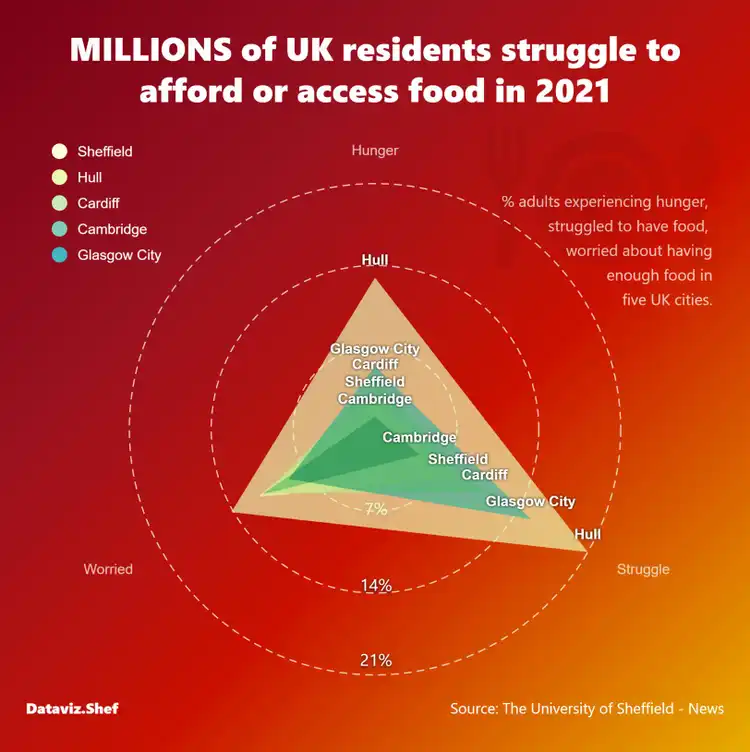 MILLIONS of UK residents struggle to
afford or access food in 2021
Sheffield
Hull
Cardiff
Cambridge
Glasgow City
Hunger
% adults experiencing hunger,
struggled to have food,
worried about having
enough food in
five UK cities.
Hull
Glasgow City
Cardiff
Sheffield
Cambridge
Cambridge
Sheffield
Cardiff
Glasgow City
Hull
7%
14%
21%
Worried
Struggle
Dataviz.Shef
Source: The University of Sheffield - News